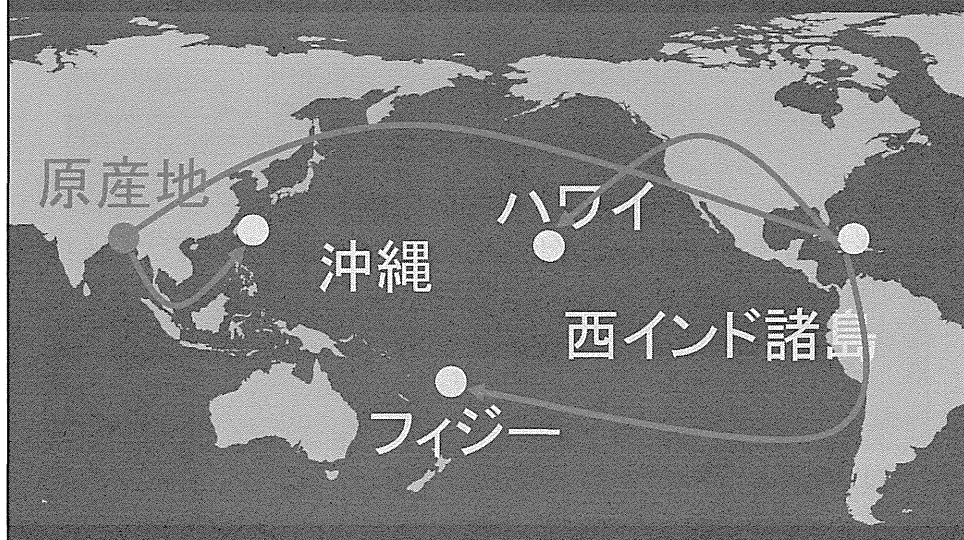 原産地
ハワイ
沖縄
西インド諸島
フィジー